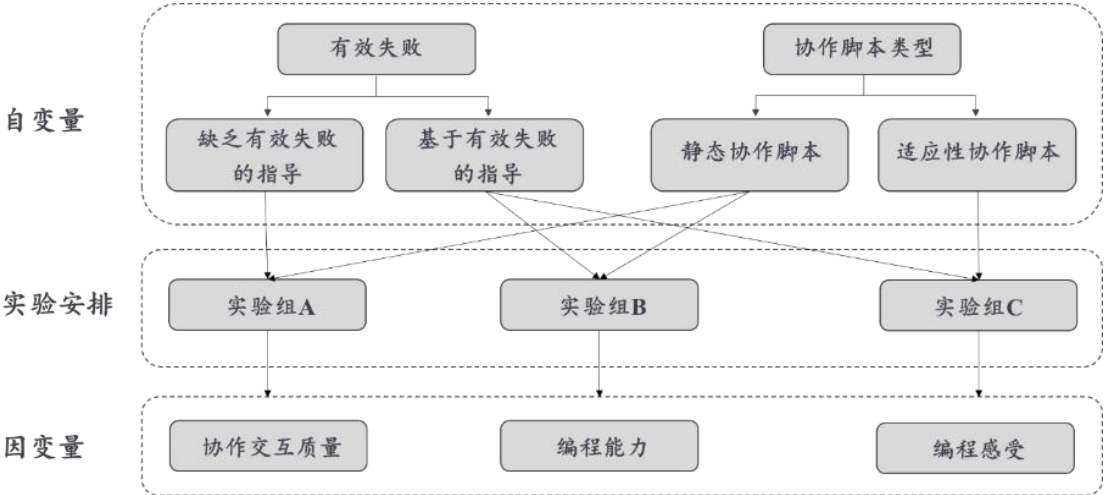 有效失败
协作脚本类型
自变量
缺乏有效失败
的指导
基于有效失败
的指导
静态协作脚本
适应性协作脚本
实验安排
实验组A
实验组B
实验组C
因变量
协作交互质量
编程能力
编程感受